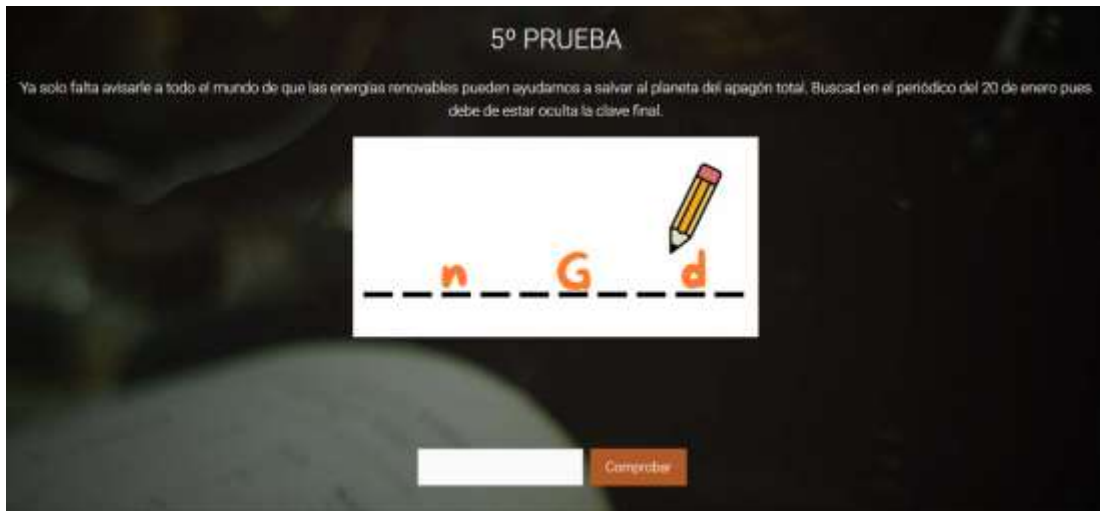 5º PRUEBA
Ya solo falta avisarle a todo el mundo de que las energías renovables pueden ayudarnos a salvar al planeta del apagón total. Buscad en el periódico del 20 de enero pues
debe de estar oculta la clave final.
_ _ n _ _ G _ _ d _
Comprobar